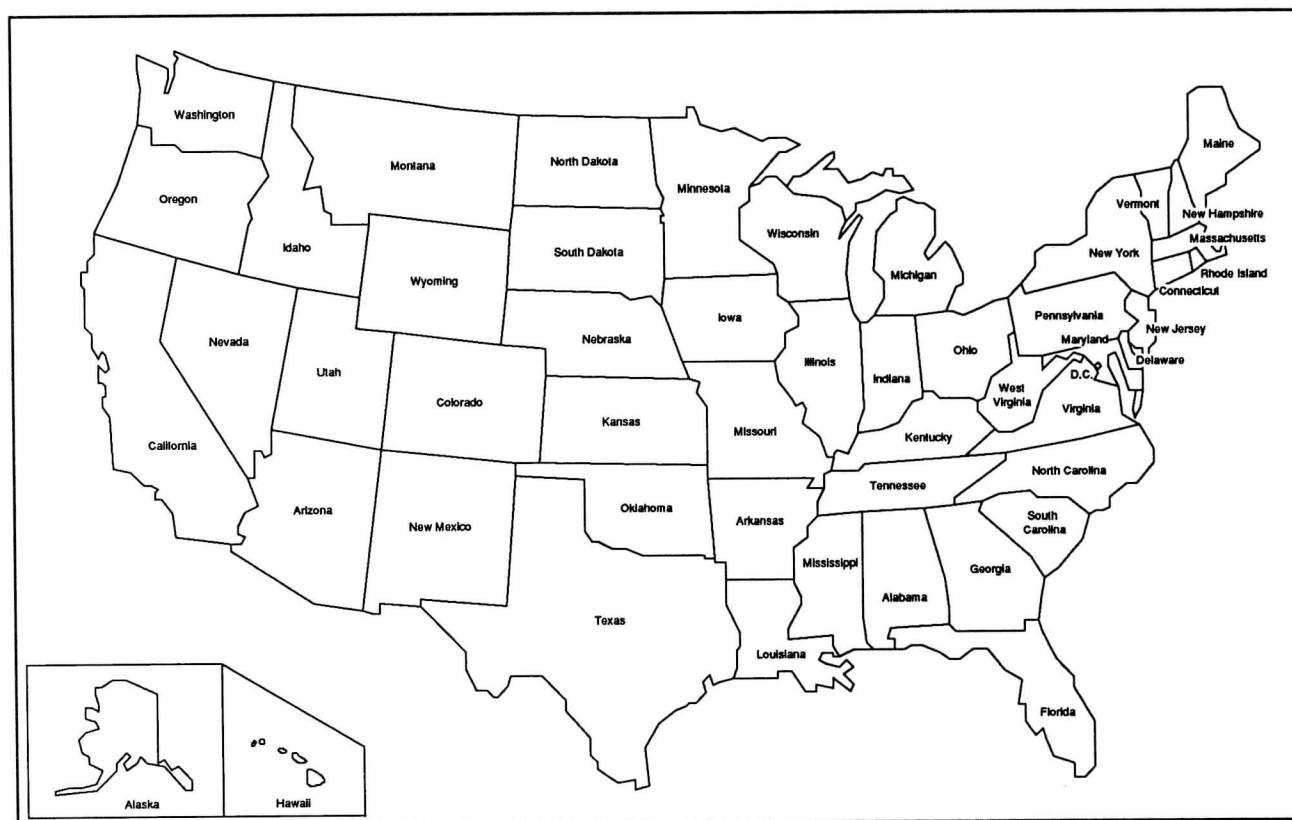 Washington
Oregon
Idaho
Montana
North Dakota
Minnesota
Wisconsin
Michigan
Maine
Vermont
New Hampshire
Massachusetts
New York
Rhode Island
Connecticut
South Dakota
Wyoming
Nebraska
Iowa
Illinois
Indiana
Ohio
Pennsylvania
New Jersey
Maryland
Delaware
D.C.
West
Virginia
Virginia
Nevada
Utah
Colorado
Kansas
Missouri
Kentucky
California
Arizona
New Mexico
Oklahoma
Arkansas
Tennessee
North Carolina
South
Carolina
Mississippi
Alabama
Georgia
Texas
Louisiana
Florida
Alaska
Hawaii